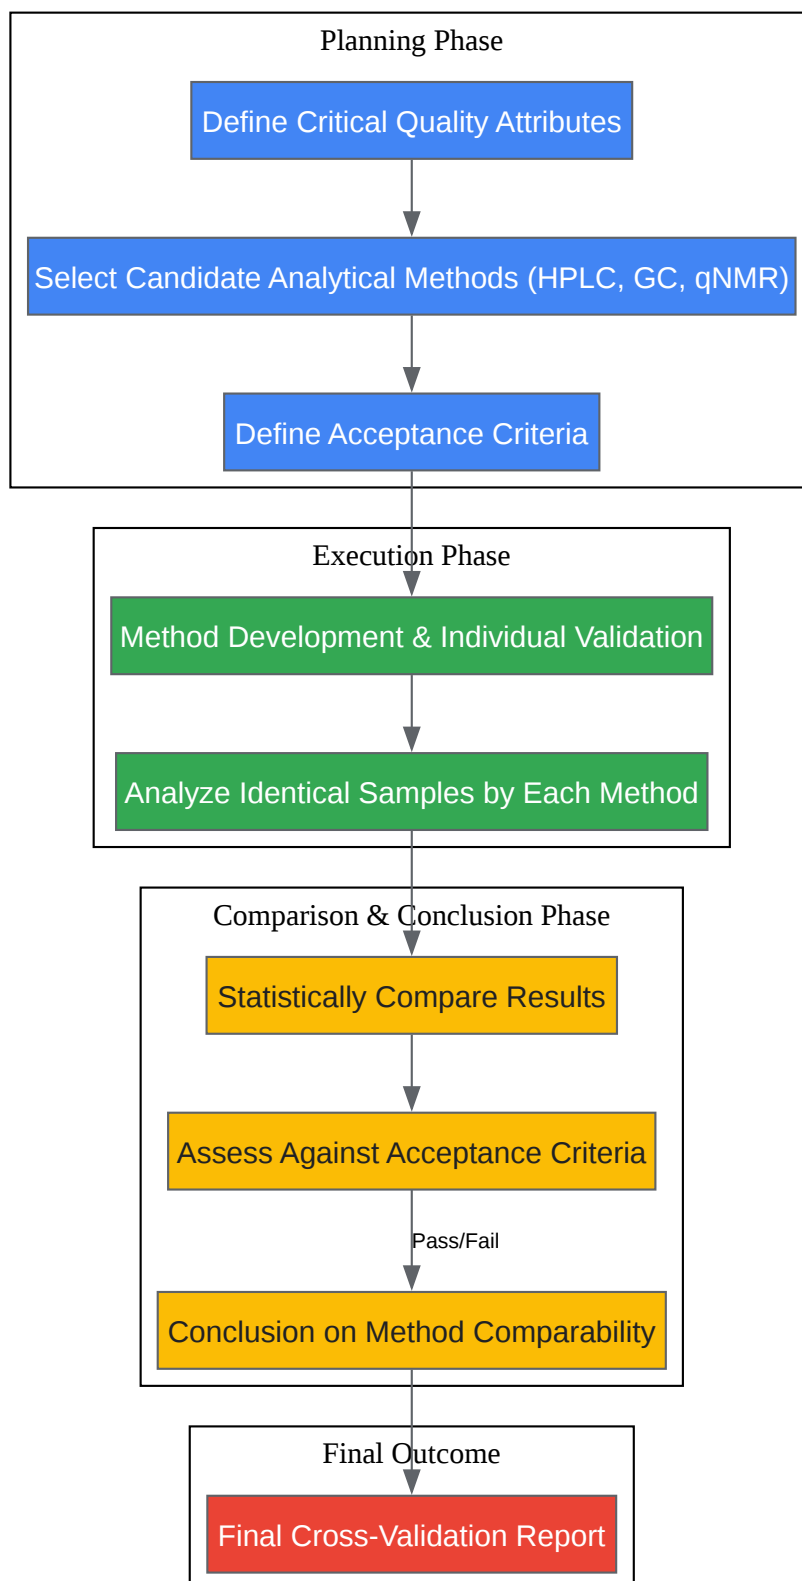 Planning Phase
Define Critical Quality Attributes
Select Candidate Analytical Methods (HPLC, GC, qNMR)
Define Acceptance Criteria
Execution Phase
Method Development & Individual Validation
Analyze Identical Samples by Each Method
Comparison & Conclusion Phase
Statistically Compare Results
Assess Against Acceptance Criteria
Pass/Fail
Conclusion on Method Comparability
Final Outcome
Final Cross-Validation Report